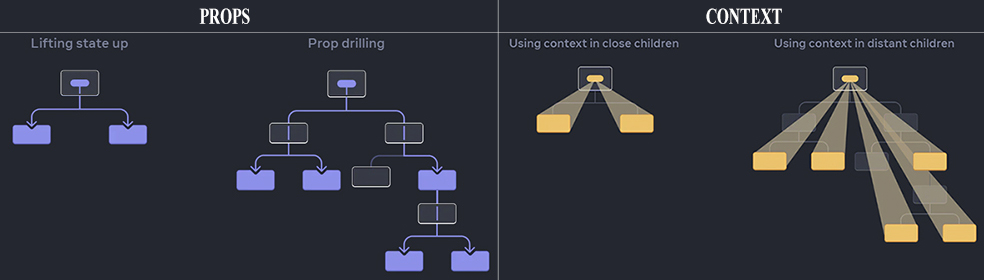 PROPS
CONTEXT
Lifting state up
Prop drilling
Using context in close children
Using context in distant children